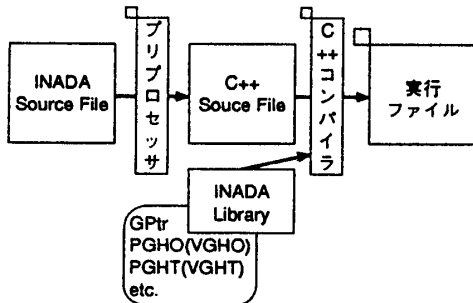 INADA
Source File
プリプロセッサ
C++
Souce File
C++コンパイラ
実行
ファイル
INADA
Library
GPtr
PGHO(VGHO)
PGHT(VGHT)
etc.